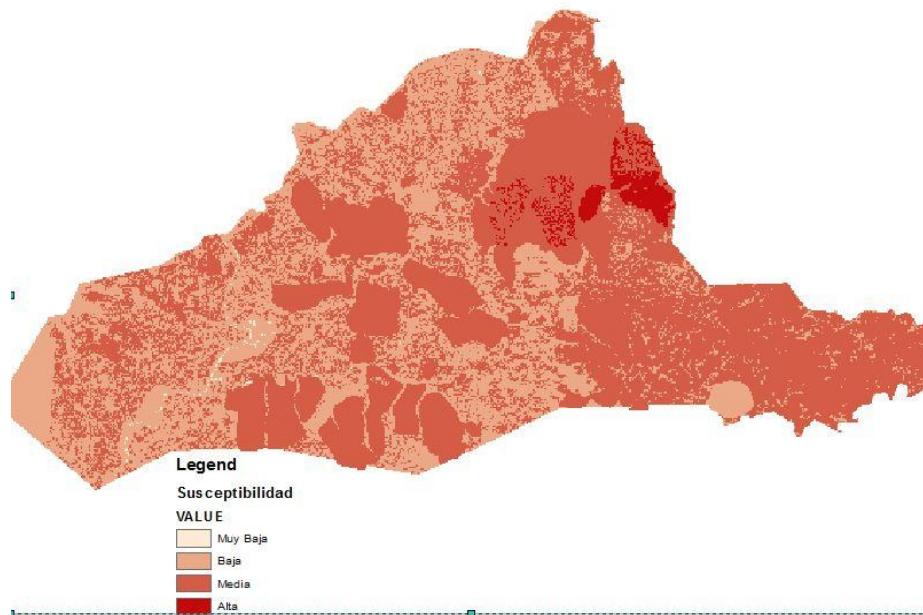 Legend
Susceptibilidad
VALUE
Muy Baja
Baja
Media
Alta